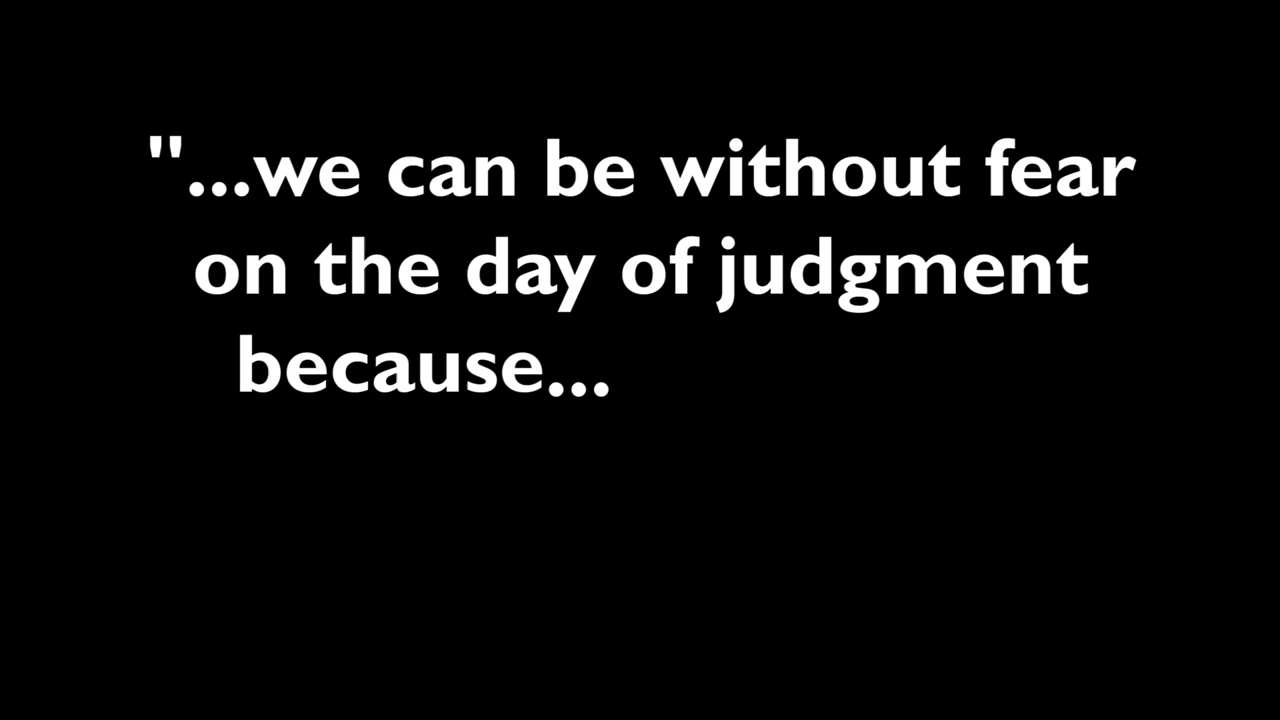 "...we can be without fear
on the day of judgment
because...